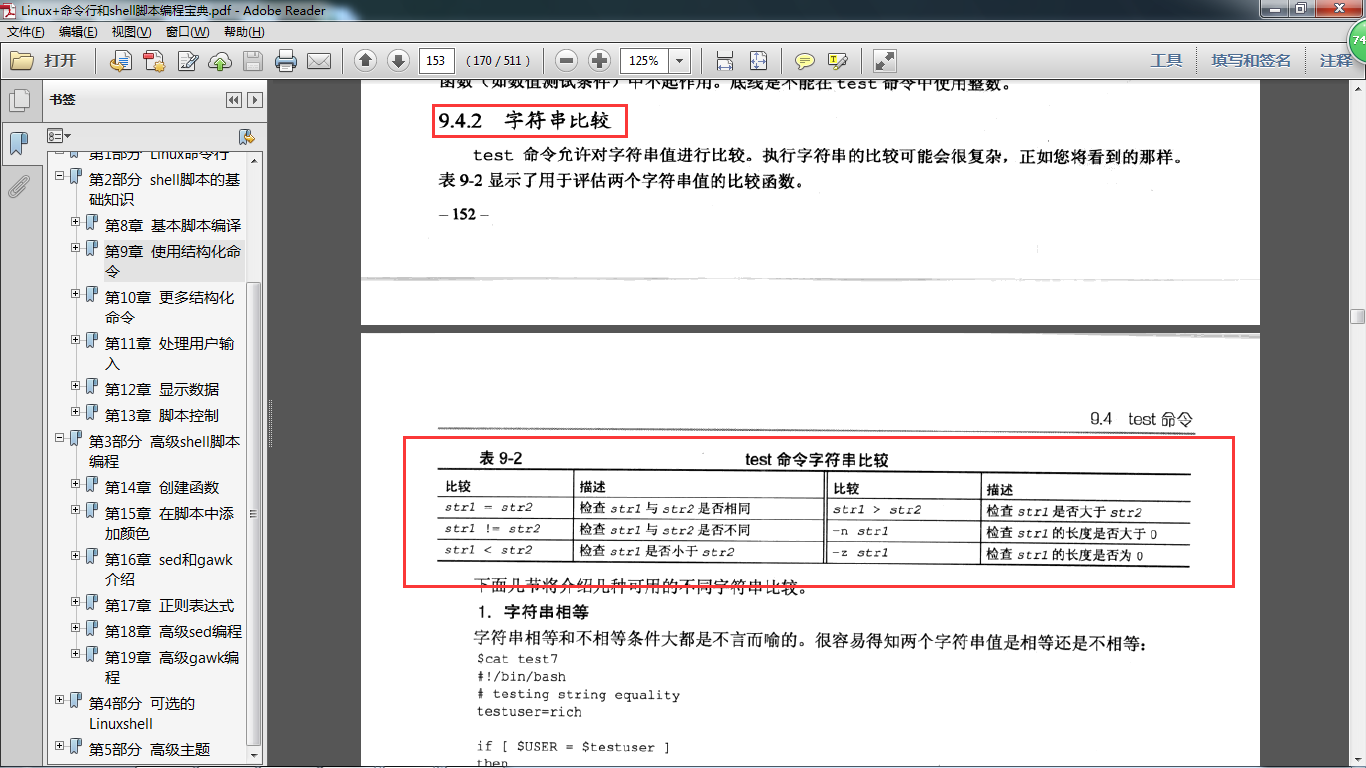 Linux+命令行和shell脚本编程宝典.pdf - Adobe Reader
文件(F) 编辑(E) 视图(V) 窗口(W) 帮助(H)
打开 153 (170 / 511) 125% 工具 填写和签名 注释
74
书签
第1部分 Linux命令行
第2部分 shell脚本的基
础知识
第8章 基本脚本编译
第9章 使用结构化命
令
第10章 更多结构化
命令
第11章 处理用户输
入
第12章 显示数据
第13章 脚本控制
第3部分 高级shell脚本
编程
第14章 创建函数
第15章 在脚本中添
加颜色
第16章 sed和gawk
介绍
第17章 正则表达式
第18章 高级sed编程
第19章 高级gawk编
程
第4部分 可选的
Linuxshell
第5部分 高级主题
函数（如数值测试条件）中不起作用。底线是不能在 test 命令中使用整数。
9.4.2 字符串比较
test 命令允许对字符串值进行比较。执行字符串的比较可能会很复杂，正如您将看到的那样。
表 9-2 显示了用于评估两个字符串值的比较函数。
– 152 –
9.4 test 命令
表 9-2 test 命令字符串比较
比较 描述 比较 描述
str1 = str2 检查 str1 与 str2 是否相同 str1 > str2 检查 str1 是否大于 str2
str1 != str2 检查 str1 与 str2 是否不同 -n str1 检查 str1 的长度是否大于 0
str1 < str2 检查 str1 是否小于 str2 -z str1 检查 str1 的长度是否为 0
下面几节将介绍几种可用的不同字符串比较。
1. 字符串相等
字符串相等和不相等条件大都是不言而喻的。很容易得知两个字符串值是相等还是不相等：
$cat test7
#!/bin/bash
# testing string equality
testuser=rich
if [ $USER = $testuser ]
then